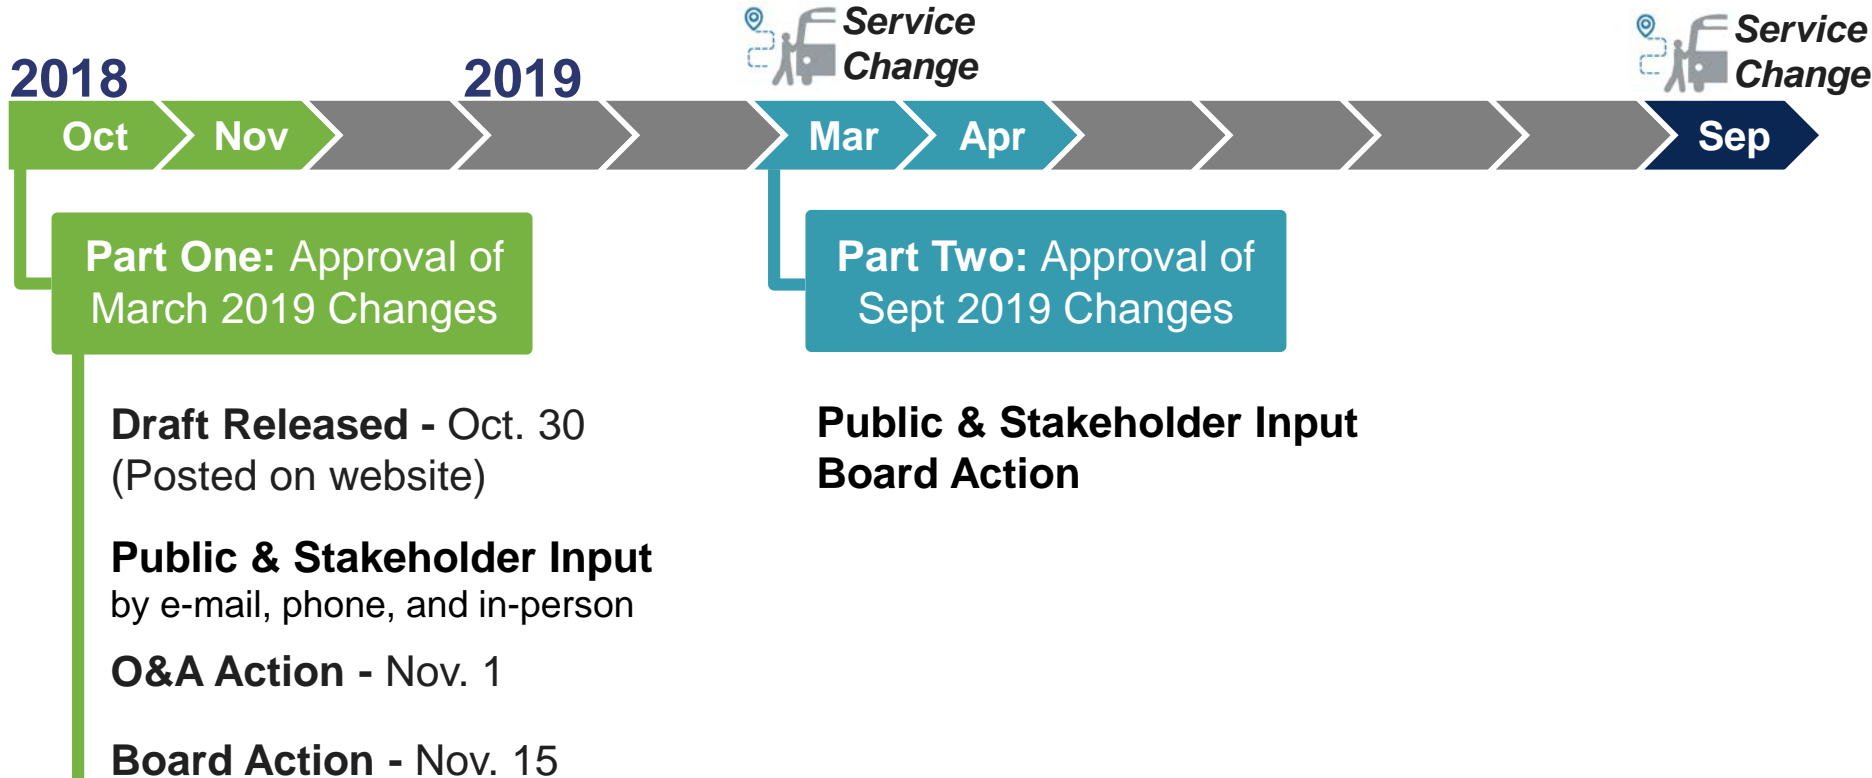 Service
Change
Service
Change
2018
2019
Oct
Nov
Mar
Apr
Sep
Part One: Approval of
March 2019 Changes
Part Two: Approval of
Sept 2019 Changes
Draft Released - Oct. 30
(Posted on website)
Public & Stakeholder Input
by e-mail, phone, and in-person
O&A Action - Nov. 1
Board Action - Nov. 15
Public & Stakeholder Input
Board Action